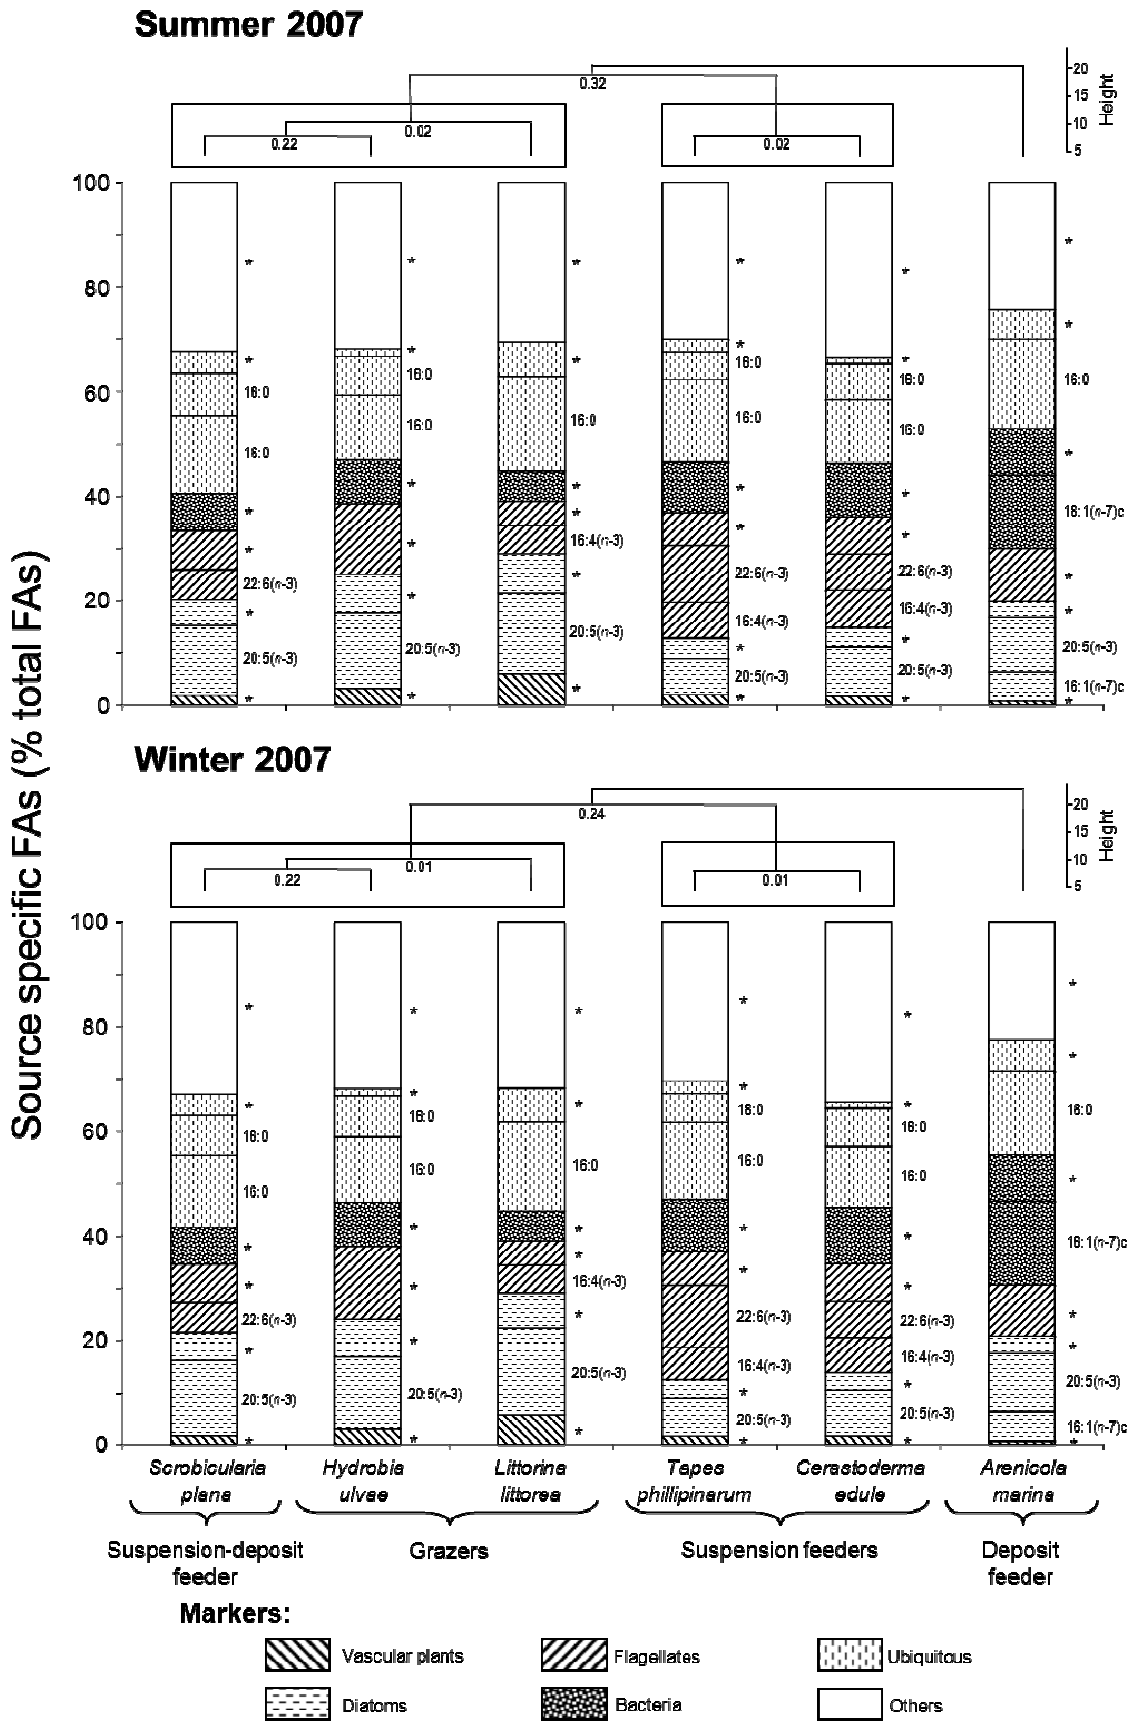 Summer 2007
0.32
0.02
0.22
0.02
20
15
10
5
Height
Source specific FAs (% total FAs)
100
80
60
40
20
0
*
*
18:0
16:0
*
*
22:6(n-3)
*
20:5(n-3)
*
*
*
18:0
16:0
*
*
*
20:5(n-3)
*
*
*
16:0
*
*
16:4(n-3)
*
20:5(n-3)
*
*
*
18:0
16:0
*
*
22:6(n-3)
16:4(n-3)
*
20:5(n-3)
*
*
*
18:0
16:0
*
*
22:6(n-3)
16:4(n-3)
*
20:5(n-3)
*
*
*
16:0
*
18:1(n-7)c
*
*
20:5(n-3)
16:1(n-7)c
*
Winter 2007
0.24
0.01
0.22
0.01
20
15
10
5
Height
100
80
60
40
20
0
*
*
18:0
16:0
*
*
22:6(n-3)
*
20:5(n-3)
*
*
*
18:0
16:0
*
*
*
20:5(n-3)
*
*
*
16:0
*
*
16:4(n-3)
*
20:5(n-3)
*
*
*
18:0
16:0
*
*
22:6(n-3)
16:4(n-3)
*
20:5(n-3)
*
*
*
18:0
16:0
*
*
22:6(n-3)
16:4(n-3)
*
20:5(n-3)
*
*
*
16:0
*
18:1(n-7)c
*
*
20:5(n-3)
16:1(n-7)c
*
Scrobicularia
plana
Hydrobia
ulvae
Littorina
littorea
Tapes
phillipinarum
Cerastoderma
edule
Arenicola
marina
Suspension-deposit
feeder
Grazers
Suspension feeders
Deposit
feeder
Markers:
Vascular plants
Flagellates
Ubiquitous
Diatoms
Bacteria
Others